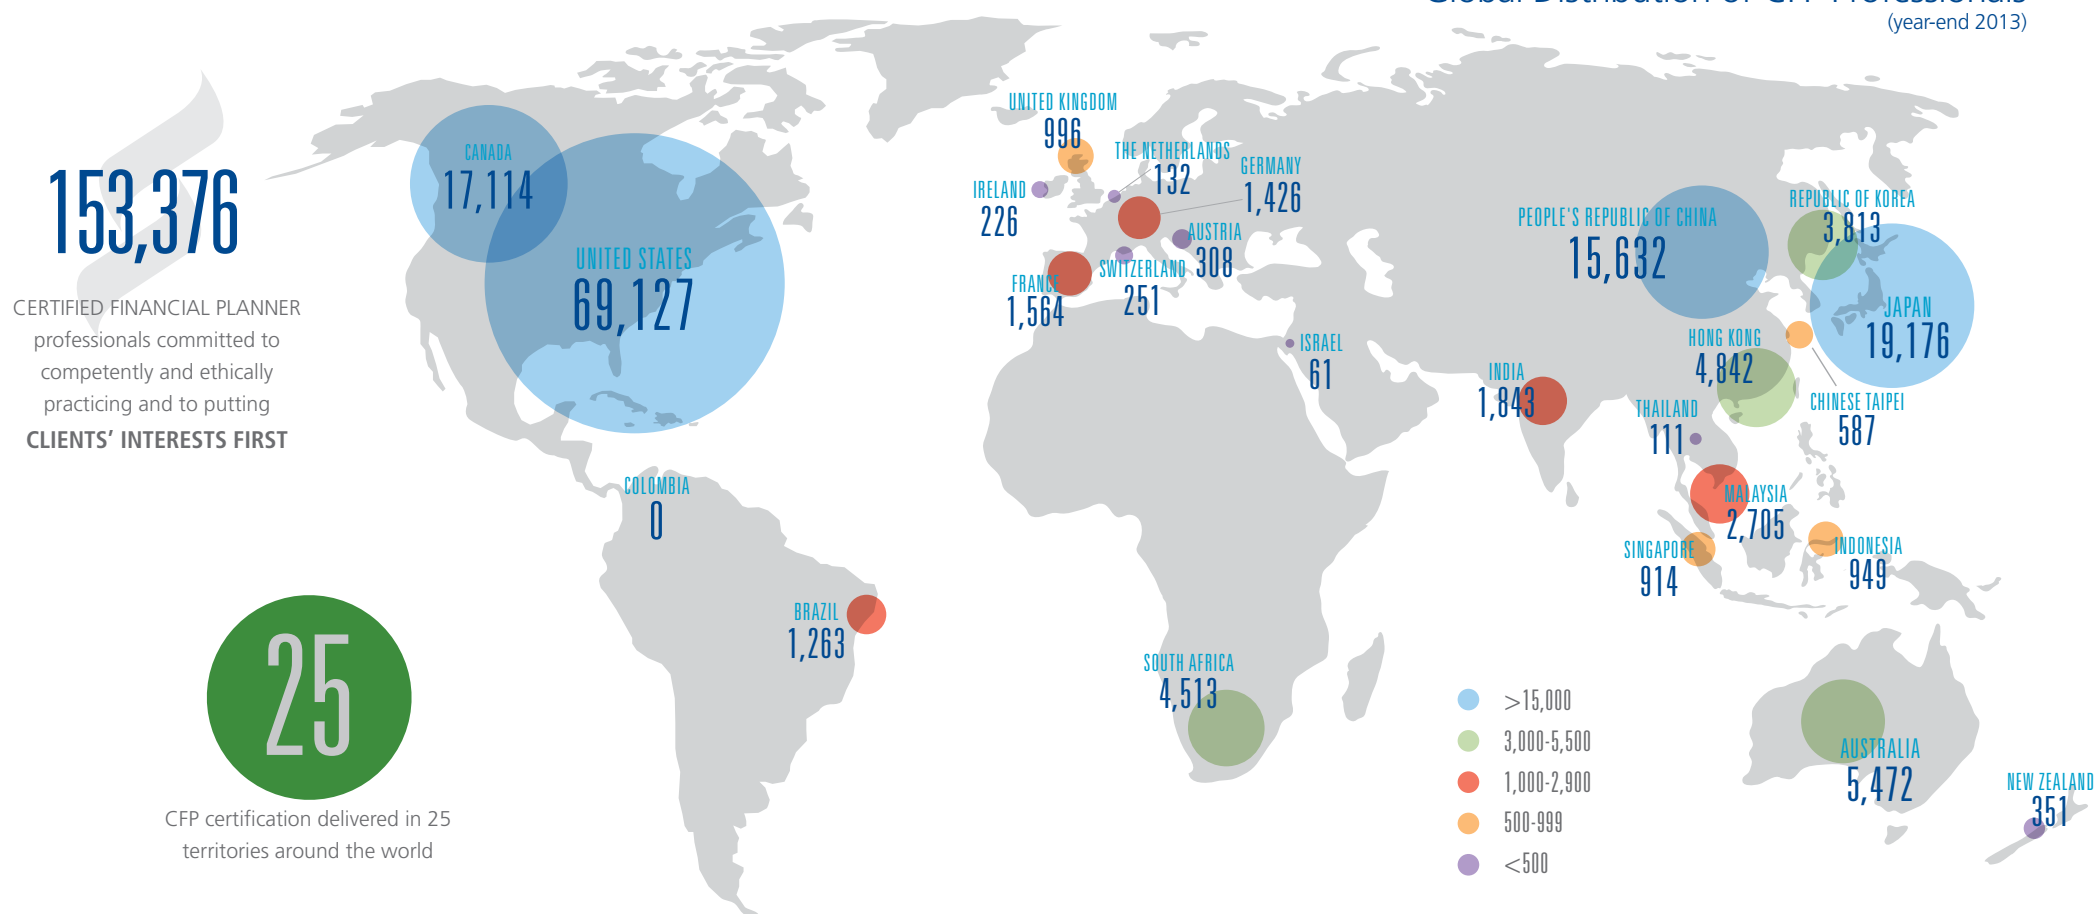 Global Distribution of CFP Professionals
(year-end 2013)
153,376
CERTIFIED FINANCIAL PLANNER
professionals committed to
competently and ethically
practicing and to putting
CLIENTS' INTERESTS FIRST
25
CFP certification delivered in 25
territories around the world
CANADA
17,114
UNITED STATES
69,127
COLOMBIA
0
BRAZIL
1,263
UNITED KINGDOM
996
IRELAND
226
THE NETHERLANDS
132
GERMANY
1,426
AUSTRIA
308
SWITZERLAND
251
FRANCE
1,564
ISRAEL
61
SOUTH AFRICA
4,513
INDIA
1,843
PEOPLE'S REPUBLIC OF CHINA
15,632
REPUBLIC OF KOREA
3,813
JAPAN
19,176
HONG KONG
4,842
CHINESE TAIPEI
587
THAILAND
111
MALAYSIA
2,705
SINGAPORE
914
INDONESIA
949
AUSTRALIA
5,472
NEW ZEALAND
351
>15,000
3,000-5,500
1,000-2,900
500-999
<500